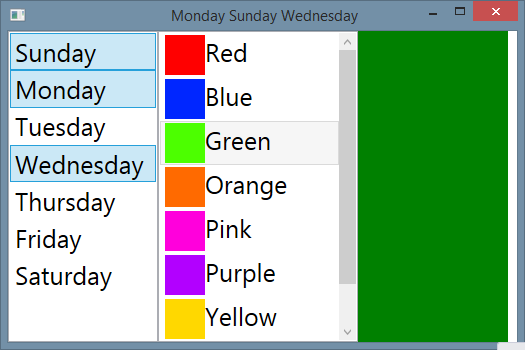 Monday Sunday Wednesday
Sunday
Monday
Tuesday
Wednesday
Thursday
Friday
Saturday
Red
Blue
Green
Orange
Pink
Purple
Yellow